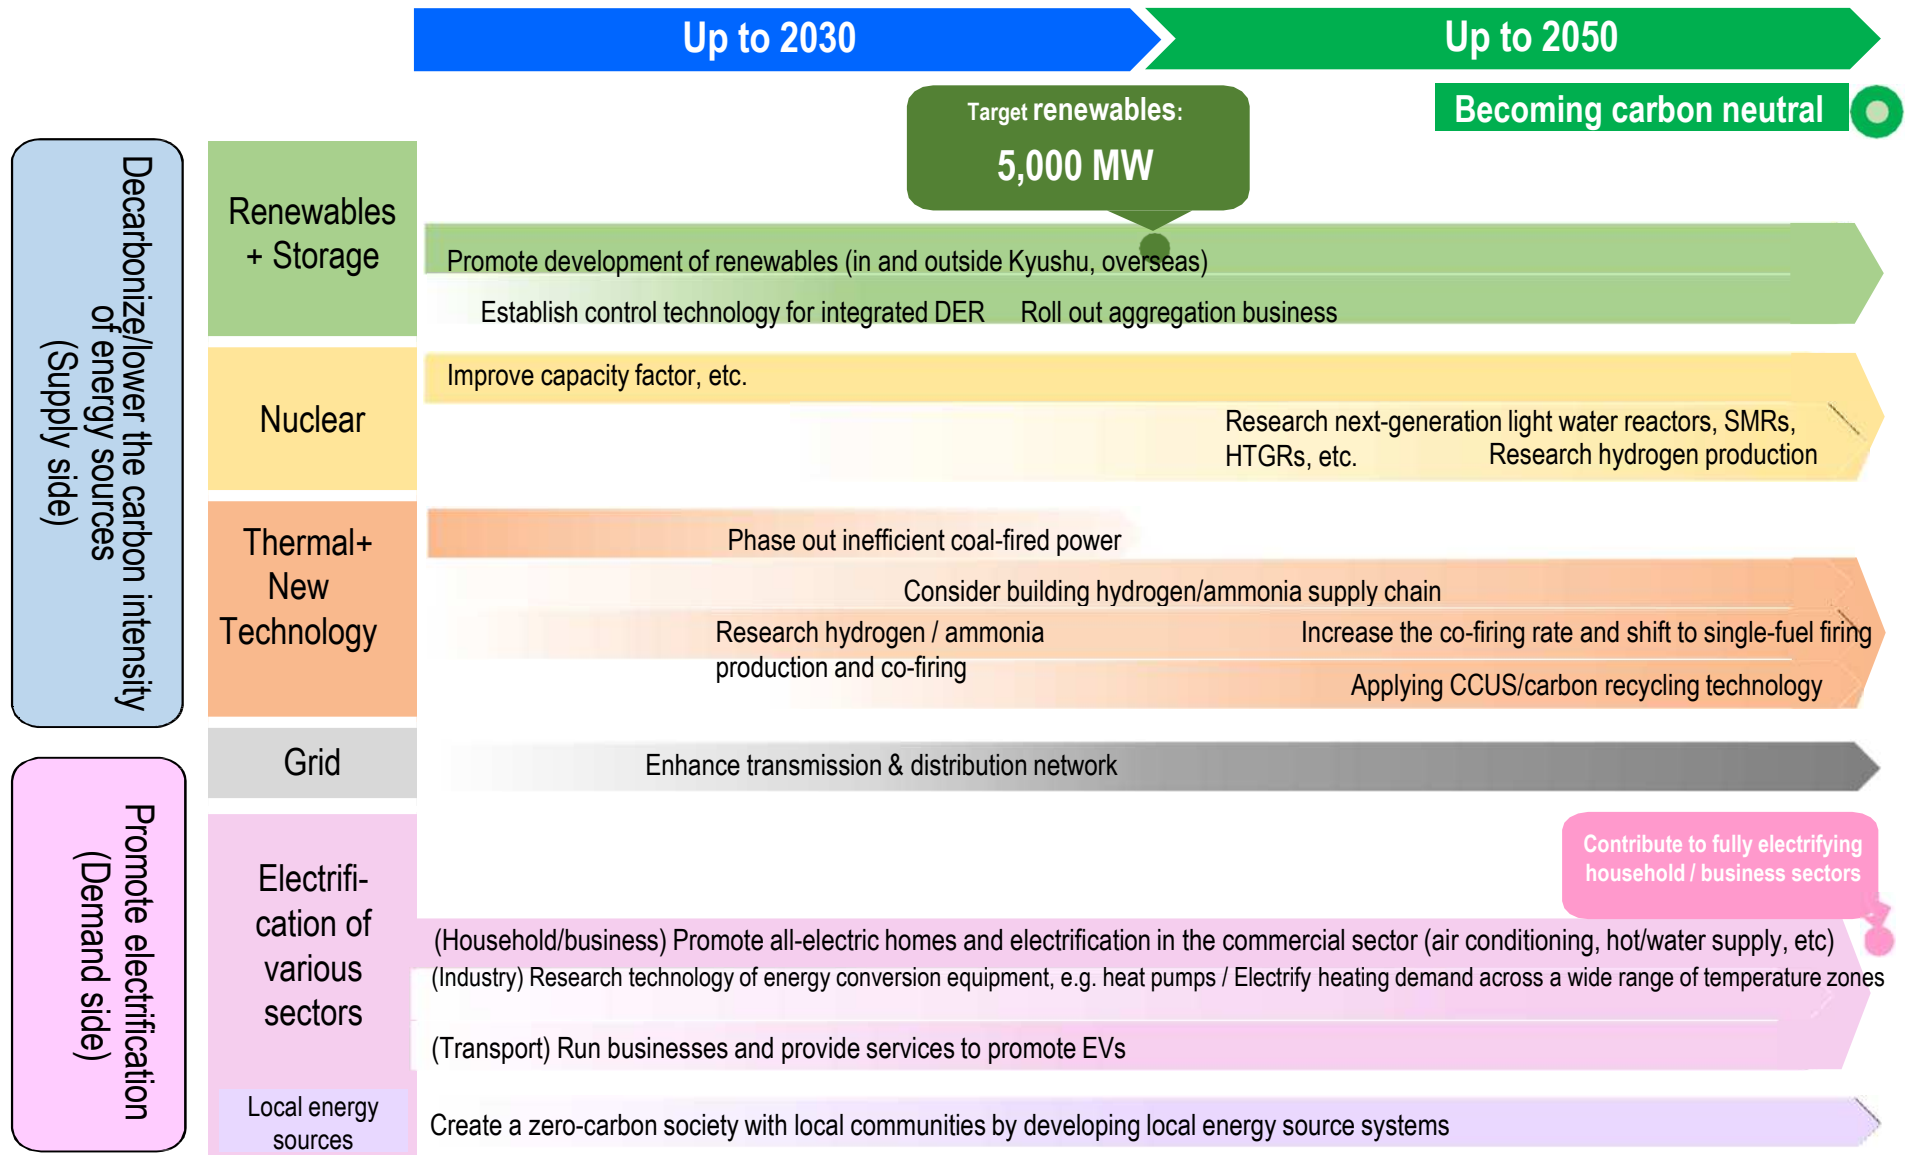 Up to 2030
Up to 2050
Becoming carbon neutral
Target renewables:
5,000 MW
Decarbonize/lower the carbon intensity
of energy sources
(Supply side)
Renewables
+ Storage
Promote development of renewables (in and outside Kyushu, overseas)
Establish control technology for integrated DER
Roll out aggregation business
Nuclear
Improve capacity factor, etc.
Research next-generation light water reactors, SMRs,
HTGRs, etc.
Research hydrogen production
Thermal+
New
Technology
Phase out inefficient coal-fired power
Consider building hydrogen/ammonia supply chain
Research hydrogen / ammonia
production and co-firing
Increase the co-firing rate and shift to single-fuel firing
Applying CCUS/carbon recycling technology
Grid
Enhance transmission & distribution network
Promote electrification
(Demand side)
Electrifi-
cation of
various
sectors
Contribute to fully electrifying
household / business sectors
(Household/business) Promote all-electric homes and electrification in the commercial sector (air conditioning, hot/water supply, etc)
(Industry) Research technology of energy conversion equipment, e.g. heat pumps / Electrify heating demand across a wide range of temperature zones
(Transport) Run businesses and provide services to promote EVs
Local energy
sources
Create a zero-carbon society with local communities by developing local energy source systems